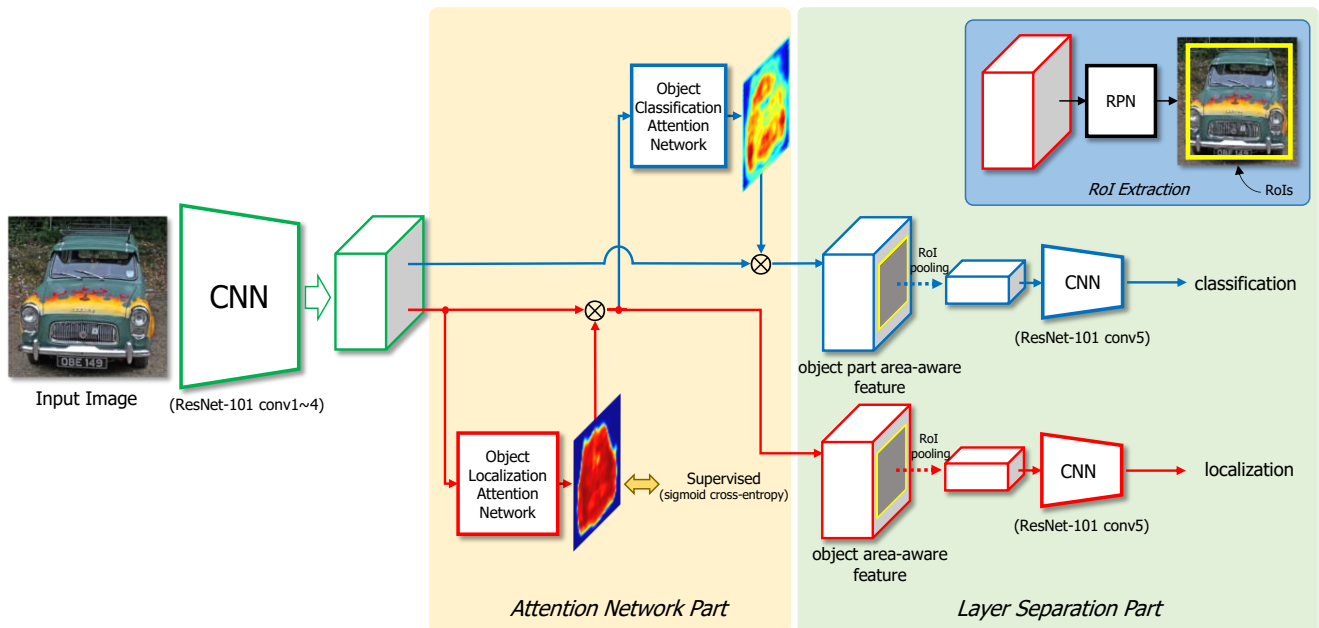 Input Image
CNN
(ResNet-101 conv1~4)
OBE 149
Object
Classification
Attention
Network
Object
Localization
Attention
Network
Supervised
(sigmoid cross-entropy)
Attention Network Part
RPN
RoIs
RoI Extraction
RoI
pooling
CNN
(ResNet-101 conv5)
classification
object part area-aware
feature
RoI
pooling
CNN
(ResNet-101 conv5)
localization
object area-aware
feature
Layer Separation Part